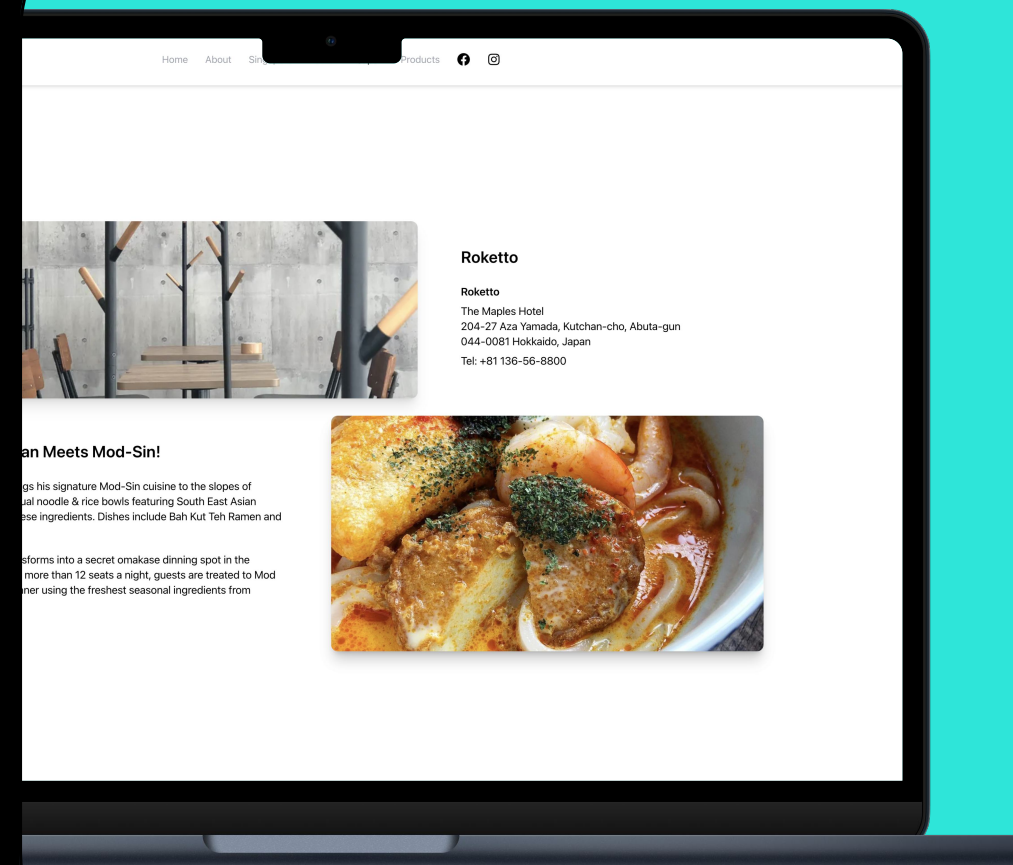 Home About Products
Roketto
Roketto
The Maples Hotel
204-27 Aza Yamada, Kutchan-cho, Abuta-gun
044-0081 Hokkaido, Japan
Tel: +81 136-56-8800
an Meets Mod-Sin!
gs his signature Mod-Sin cuisine to the slopes of
ual noodle & rice bowls featuring South East Asian
ese ingredients. Dishes include Bah Kut Teh Ramen and
sforms into a secret omakase dinning spot in the
more than 12 seats a night, guests are treated to Mod
ner using the freshest seasonal ingredients from